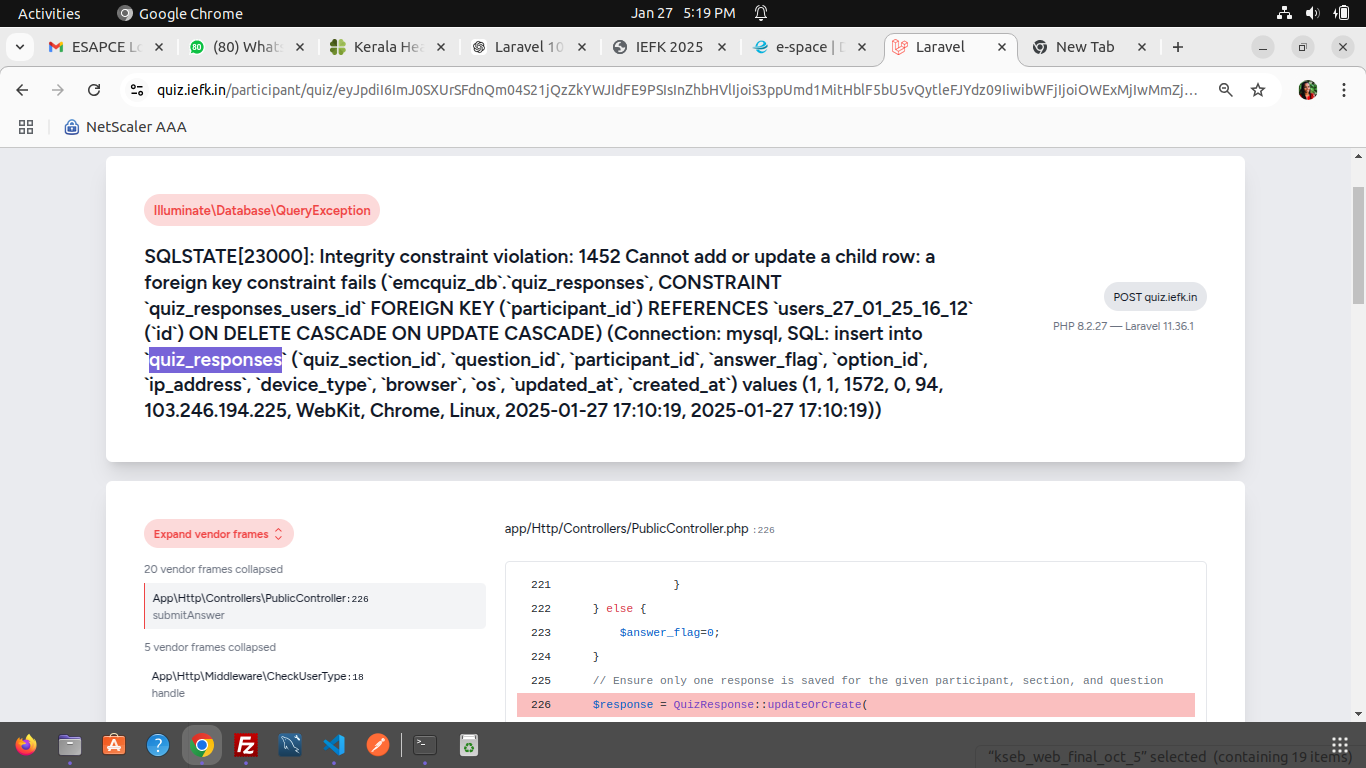 Activities Google Chrome Jan 27 5:19 PM
ESAPCE Lo (80) Whats Kerala Hea Laravel 10 IEFK 2025 e-space | D Laravel New Tab
quiz.iefk.in/participant/quiz/eyJpdiI6ImJ0SXUrSFdnQm04S21jQzZkYWJIdFE9PSIsInZhbHVlIjoiS3ppUmd1MitHblF5bU5vQytleFJYdz09IiwibWFjIjoiOWExMjIwMmZj...
NetScaler AAA
Illuminate\Database\QueryException
SQLSTATE[23000]: Integrity constraint violation: 1452 Cannot add or update a child row: a
foreign key constraint fails (`emcquiz_db`.`quiz_responses`, CONSTRAINT
`quiz_responses_users_id` FOREIGN KEY (`participant_id`) REFERENCES `users_27_01_25_16_12`
(`id`) ON DELETE CASCADE ON UPDATE CASCADE) (Connection: mysql, SQL: insert into
`quiz_responses` (`quiz_section_id`, `question_id`, `participant_id`, `answer_flag`, `option_id`,
`ip_address`, `device_type`, `browser`, `os`, `updated_at`, `created_at`) values (1, 1, 1572, 0, 94,
103.246.194.225, WebKit, Chrome, Linux, 2025-01-27 17:10:19, 2025-01-27 17:10:19))
POST quiz.iefk.in
PHP 8.2.27 — Laravel 11.36.1
Expand vendor frames
20 vendor frames collapsed
App\Http\Controllers\PublicController:226
submitAnswer
5 vendor frames collapsed
App\Http\Middleware\CheckUserType:18
handle
app/Http/Controllers/PublicController.php :226
221 }
222 } else {
223 $answer_flag=0;
224 }
225 // Ensure only one response is saved for the given participant, section, and question
226 $response = QuizResponse::updateOrCreate(
"kseb_web_final_oct_5" selected (containing 19 items)